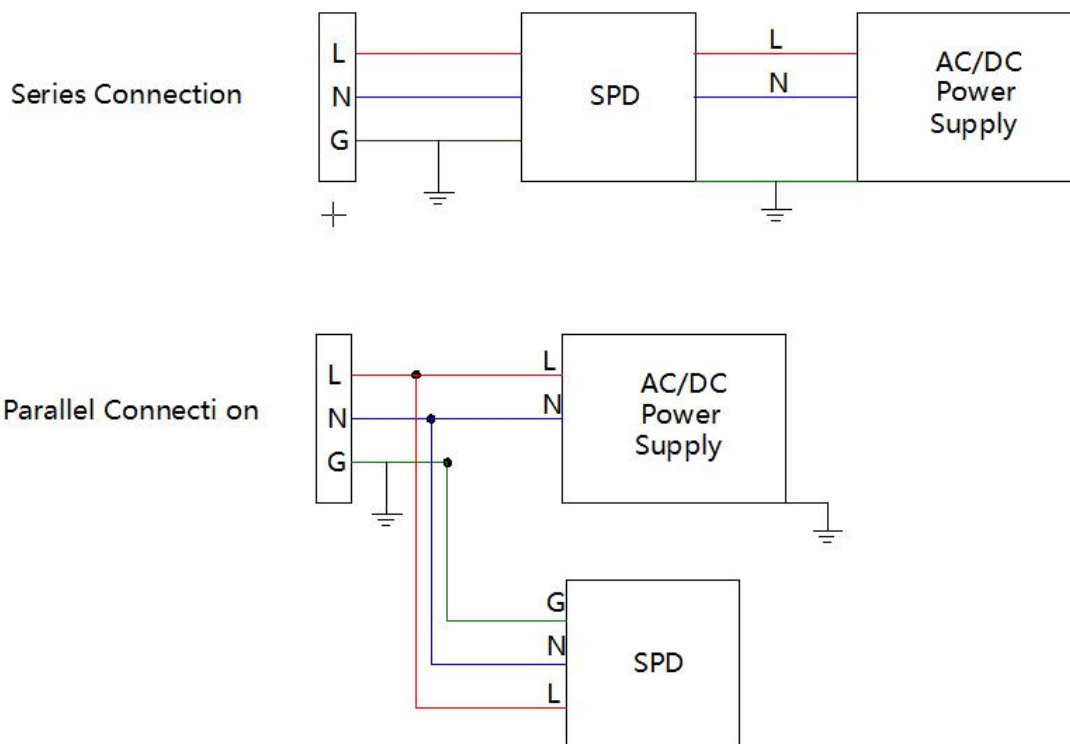 L
L
AC/DC
Series Connection
N
SPD
N
Power
Supply
G
L
L
AC/DC
Parallel Connecti on
N
N
Power
Supply
G
G
N
SPD
L